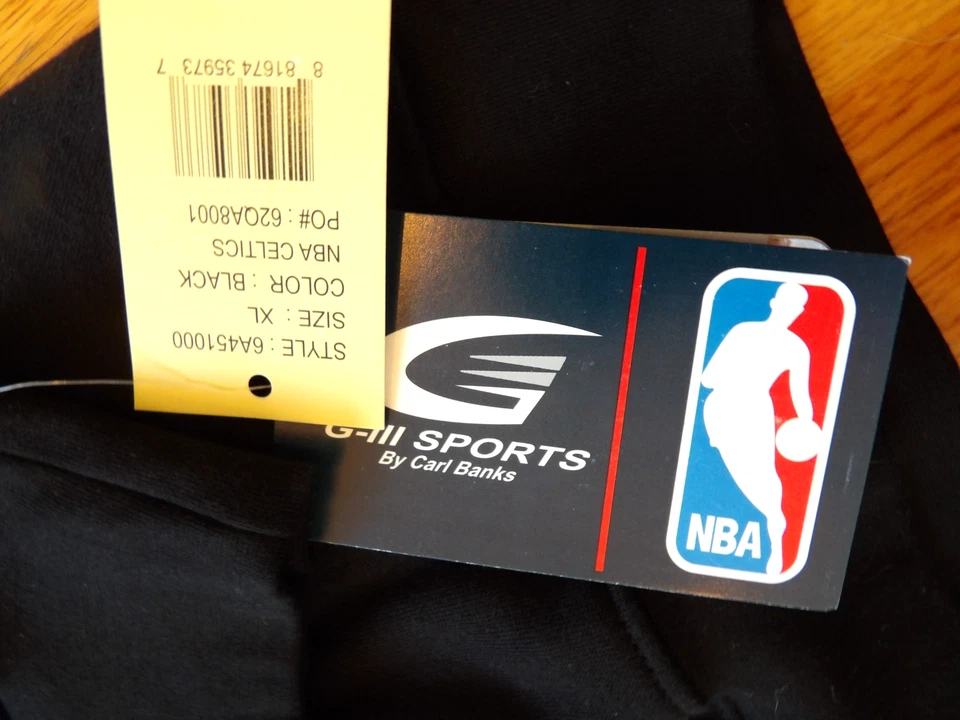 STYLE : 6A451000
SIZE : XL
COLOR : BLACK
NBA CELTICS
PO# : 62QA8001
8 81674 35973 7
G-III SPORTS
By Carl Banks
NBA